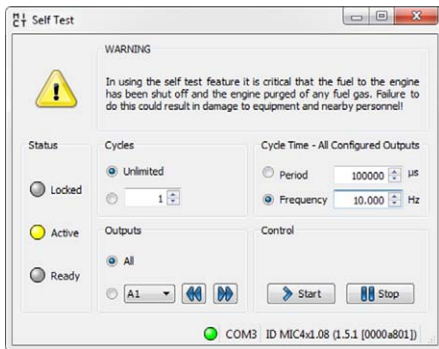 MCT Self Test
WARNING
In using the self test feature it is critical that the fuel to the engine
has been shut off and the engine purged of any fuel gas. Failure to
do this could result in damage to equipment and nearby personnel!
Status
Locked
Active
Ready
Cycles
Unlimited
1
Cycle Time - All Configured Outputs
Period 100000 µs
Frequency 10.000 Hz
Outputs
All
A1
Control
Start Stop
COM3 ID MIC4x1.08 (1.5.1 [0000a801])